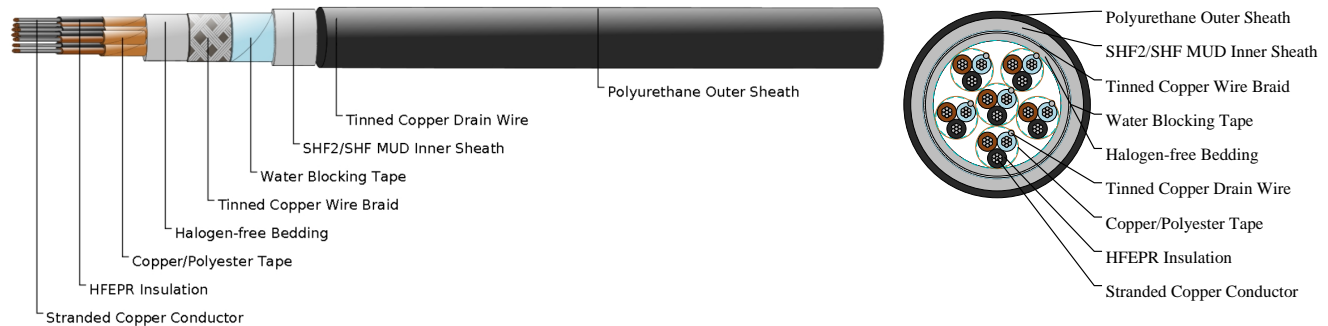 Polyurethane Outer Sheath
Tinned Copper Drain Wire
SHF2/SHF MUD Inner Sheath
Water Blocking Tape
Tinned Copper Wire Braid
Halogen-free Bedding
Copper/Polyester Tape
HFEPR Insulation
Stranded Copper Conductor
Polyurethane Outer Sheath
SHF2/SHF MUD Inner Sheath
Tinned Copper Wire Braid
Water Blocking Tape
Halogen-free Bedding
Tinned Copper Drain Wire
Copper/Polyester Tape
HFEPR Insulation
Stranded Copper Conductor